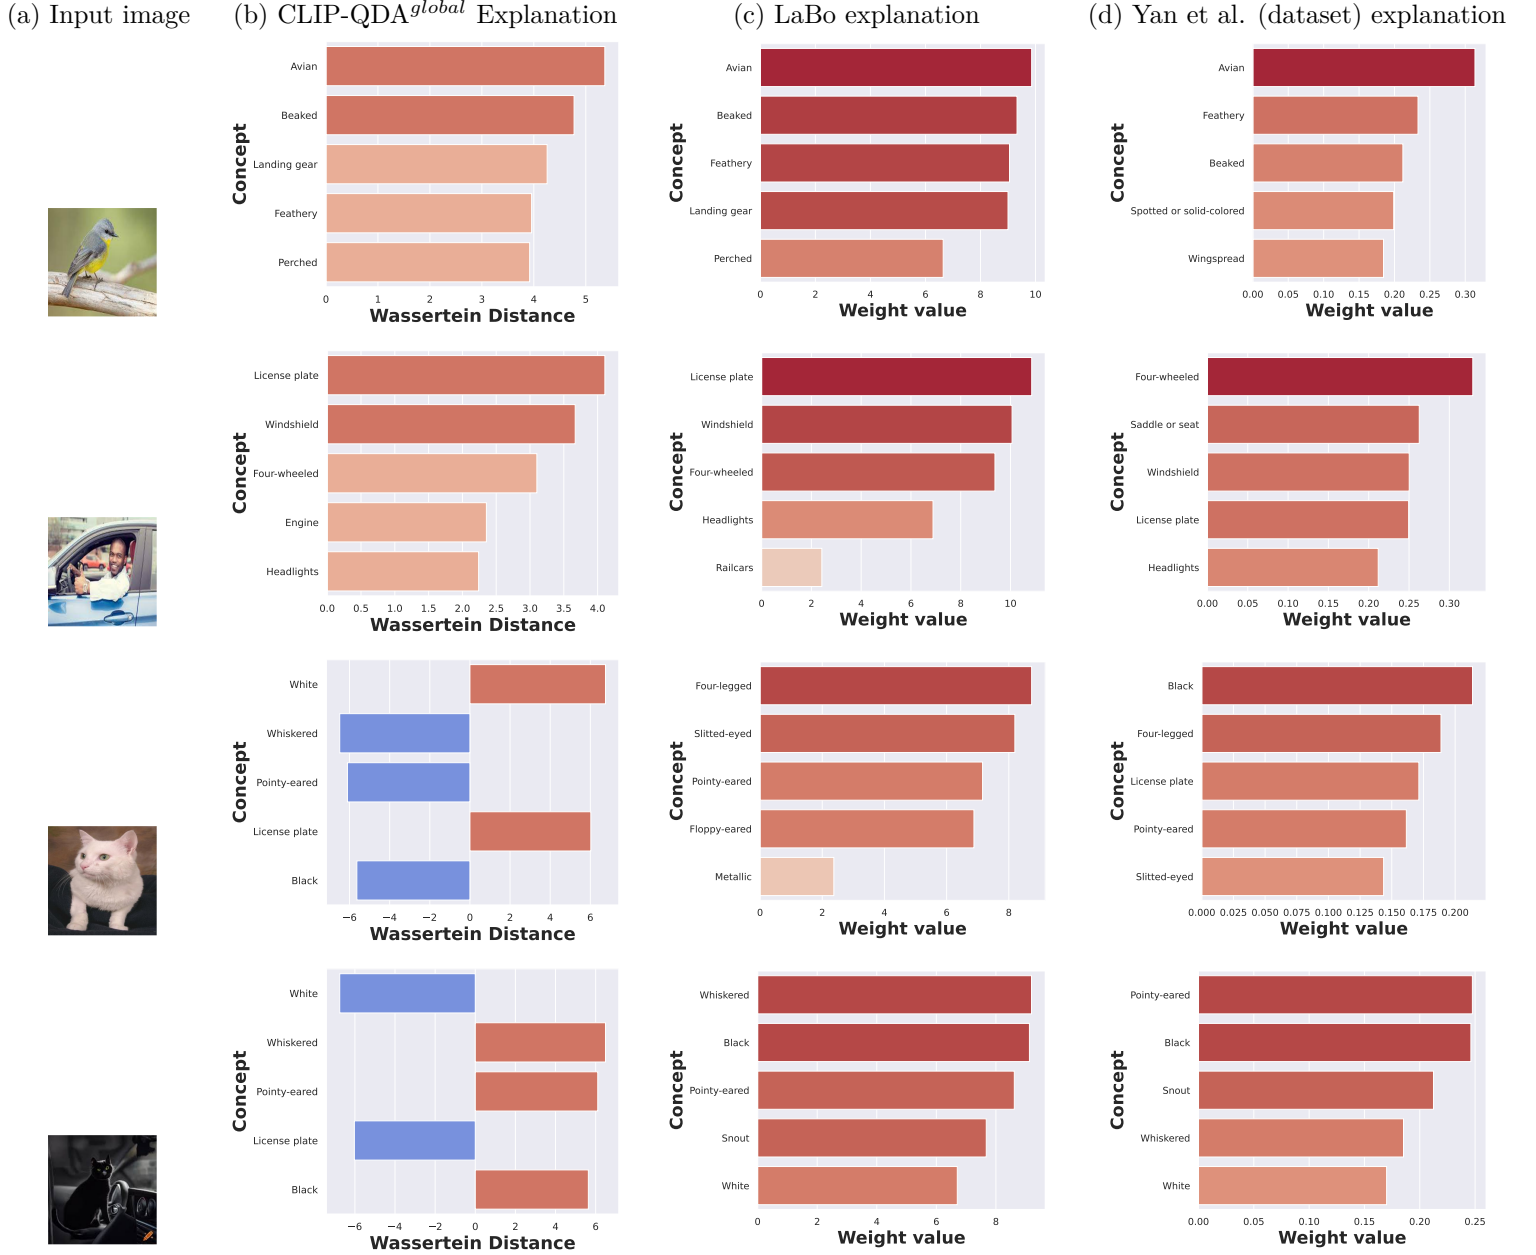 (a) Input image
(b) CLIP-QDA^global Explanation
(c) LaBo explanation
(d) Yan et al. (dataset) explanation
Concept
Avian
Beaked
Landing gear
Feathery
Perched
0 1 2 3 4 5
Wassertein Distance
Concept
Avian
Beaked
Feathery
Landing gear
Perched
0 2 4 6 8 10
Weight value
Concept
Avian
Feathery
Beaked
Spotted or solid-colored
Wingspread
0.00 0.05 0.10 0.15 0.20 0.25 0.30
Weight value
Concept
License plate
Windshield
Four-wheeled
Engine
Headlights
0.0 0.5 1.0 1.5 2.0 2.5 3.0 3.5 4.0
Wassertein Distance
Concept
License plate
Windshield
Four-wheeled
Headlights
Railcars
0 2 4 6 8 10
Weight value
Concept
Four-wheeled
Saddle or seat
Windshield
License plate
Headlights
0.00 0.05 0.10 0.15 0.20 0.25 0.30
Weight value
Concept
White
Whiskered
Pointy-eared
License plate
Black
−6 −4 −2 0 2 4 6
Wassertein Distance
Concept
Four-legged
Slitted-eyed
Pointy-eared
Floppy-eared
Metallic
0 2 4 6 8
Weight value
Concept
Black
Four-legged
License plate
Pointy-eared
Slitted-eyed
0.000 0.025 0.050 0.075 0.100 0.125 0.150 0.175 0.200
Weight value
Concept
White
Whiskered
Pointy-eared
License plate
Black
−6 −4 −2 0 2 4 6
Wassertein Distance
Concept
Whiskered
Black
Pointy-eared
Snout
White
0 2 4 6 8
Weight value
Concept
Pointy-eared
Black
Snout
Whiskered
White
0.00 0.05 0.10 0.15 0.20 0.25
Weight value